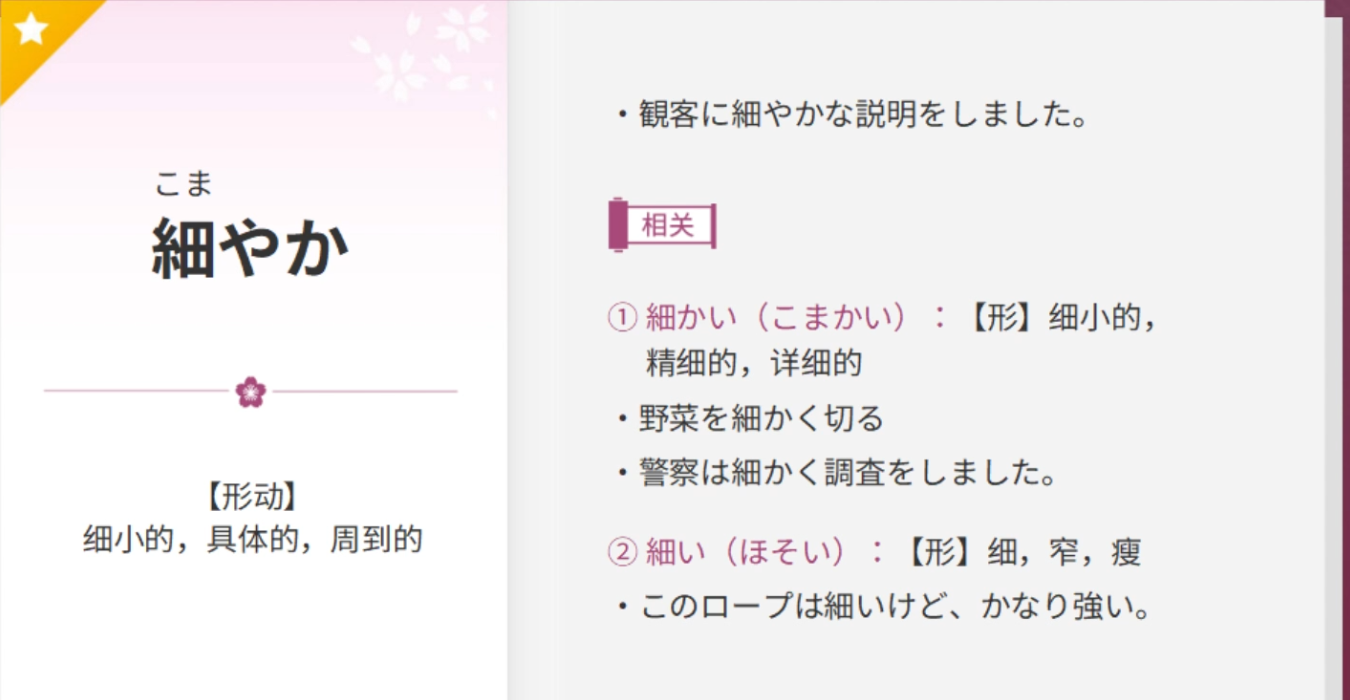 こま
細やか
【形动】
细小的，具体的，周到的
・観客に細やかな説明をしました。
相关
① 細かい（こまかい）：【形】细小的，
精细的，详细的
・野菜を細かく切る
・警察は細かく調査をしました。
② 細い（ほそい）：【形】细，窄，瘦
・このロープは細いけど、かなり強い。